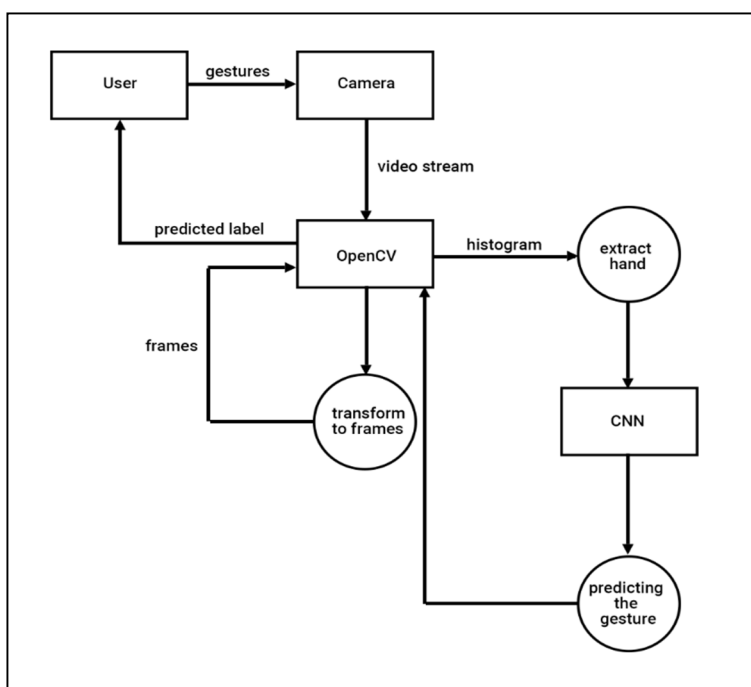 User
gestures
Camera
video stream
predicted label
OpenCV
histogram
extract
hand
frames
transform
to frames
CNN
predicting
the
gesture